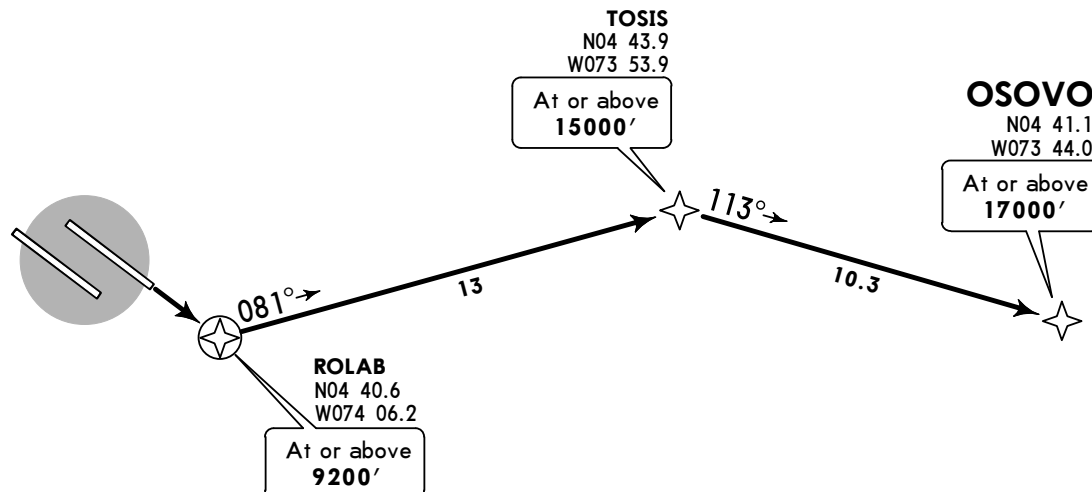 TOSIS
N04 43.9
W073 53.9
At or above
15000′
OSOVO
N04 41.1
W073 44.0
At or above
17000′
113°
10.3
081°
13
ROLAB
N04 40.6
W074 06.2
At or above
9200′